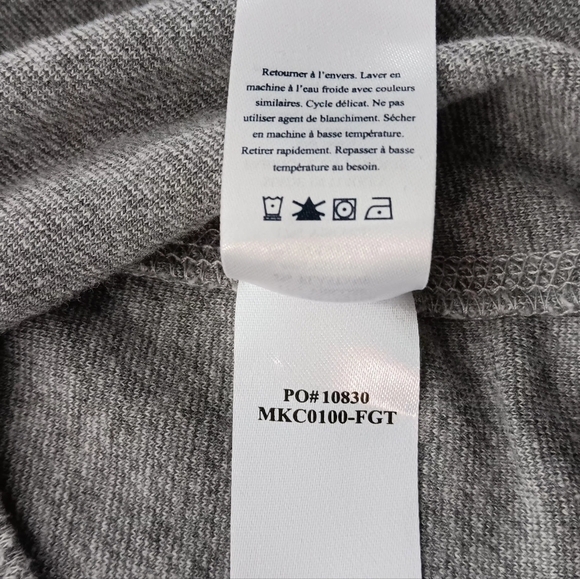 Retourner à l'envers. Laver en
machine à l'eau froide avec couleurs
similaires. Cycle délicat. Ne pas
utiliser agent de blanchiment. Sécher
en machine à basse température.
Retirer rapidement. Repasser à basse
température au besoin.
PO# 10830
MKC0100-FGT